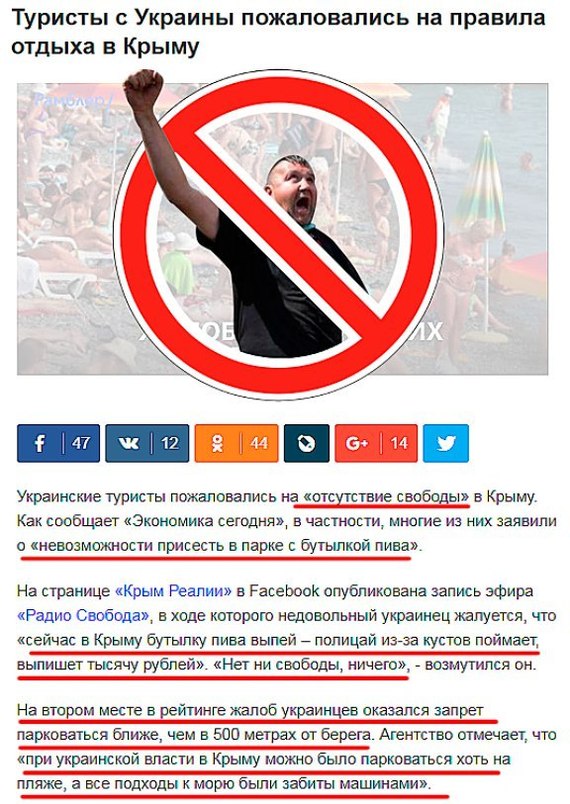 Туристы с Украины пожаловались на правила
отдыха в Крыму
Рамблер/
47
12
44
G+ 14
Украинские туристы пожаловались на «отсутствие свободы» в Крыму.
Как сообщает «Экономика сегодня», в частности, многие из них заявили
о «невозможности присесть в парке с бутылкой пива».
На странице «Крым Реалии» в Facebook опубликована запись эфира
«Радио Свобода», в ходе которого недовольный украинец жалуется, что
«сейчас в Крыму бутылку пива выпей – полицай из-за кустов поймает,
выпишет тысячу рублей». «Нет ни свободы, ничего», - возмутился он.
На втором месте в рейтинге жалоб украинцев оказался запрет
парковаться ближе, чем в 500 метрах от берега. Агентство отмечает, что
«при украинской власти в Крыму можно было парковаться хоть на
пляже, а все подходы к морю были забиты машинами».